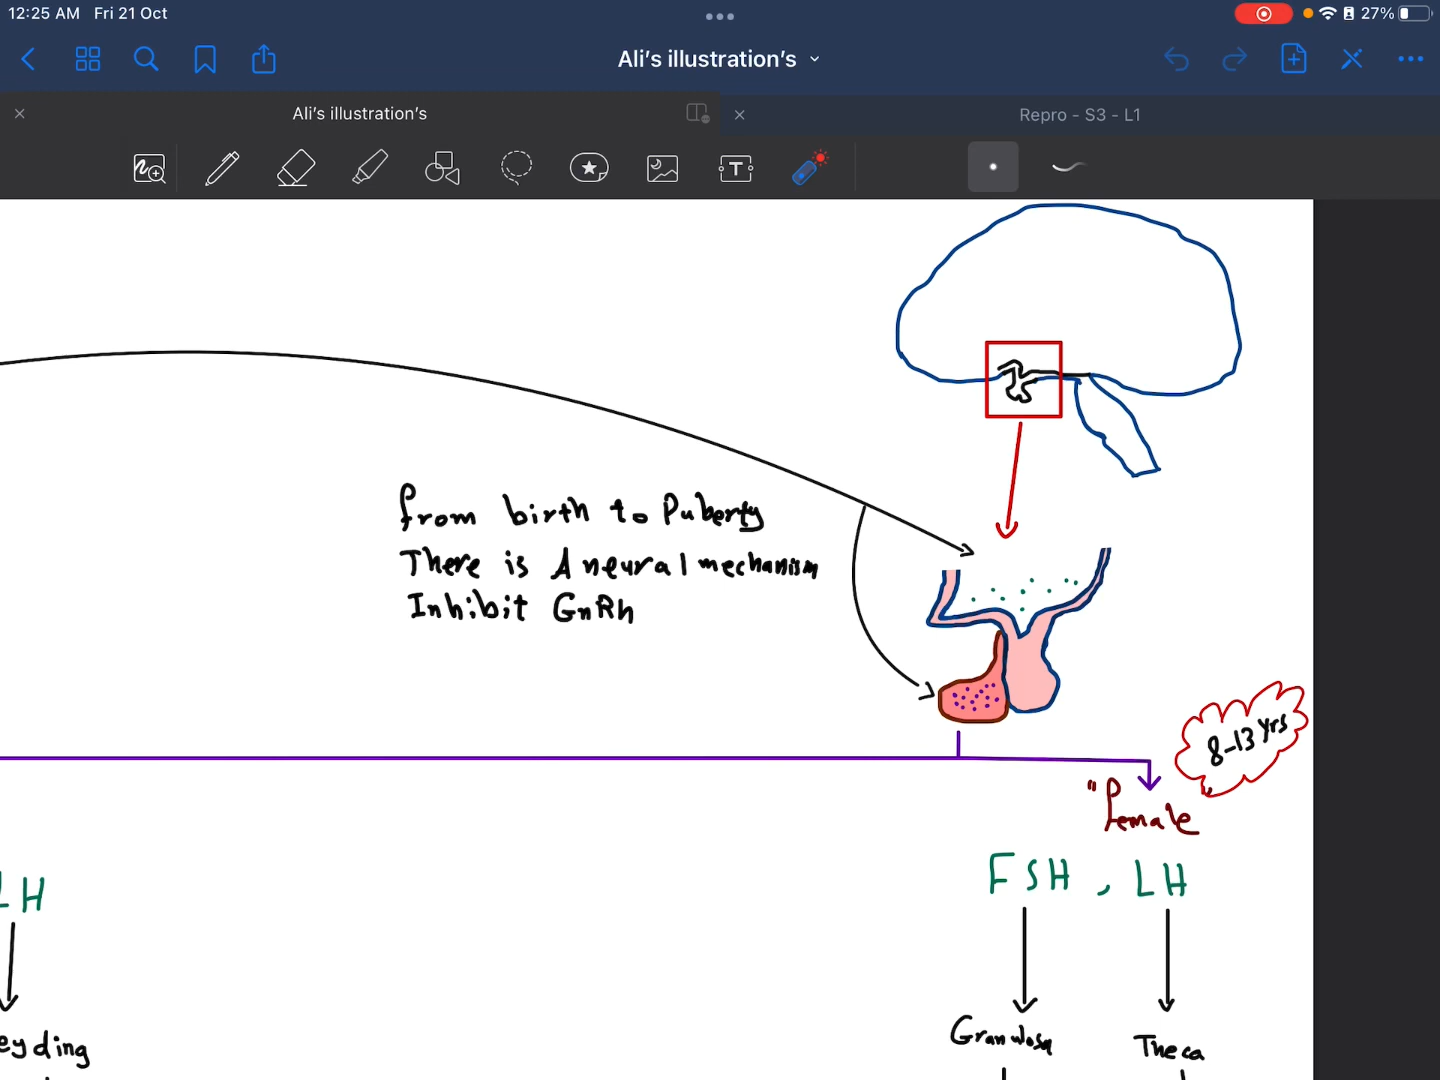 12:25 AM Fri 21 Oct
27%
Ali's illustration's
Ali's illustration's
Repro - S3 - L1
T
from birth to Puberty
There is A neural mechanism
Inhibit GnRh
8-13 yrs
"Female
LH
FSH , LH
eyding
Granulosa
Theca